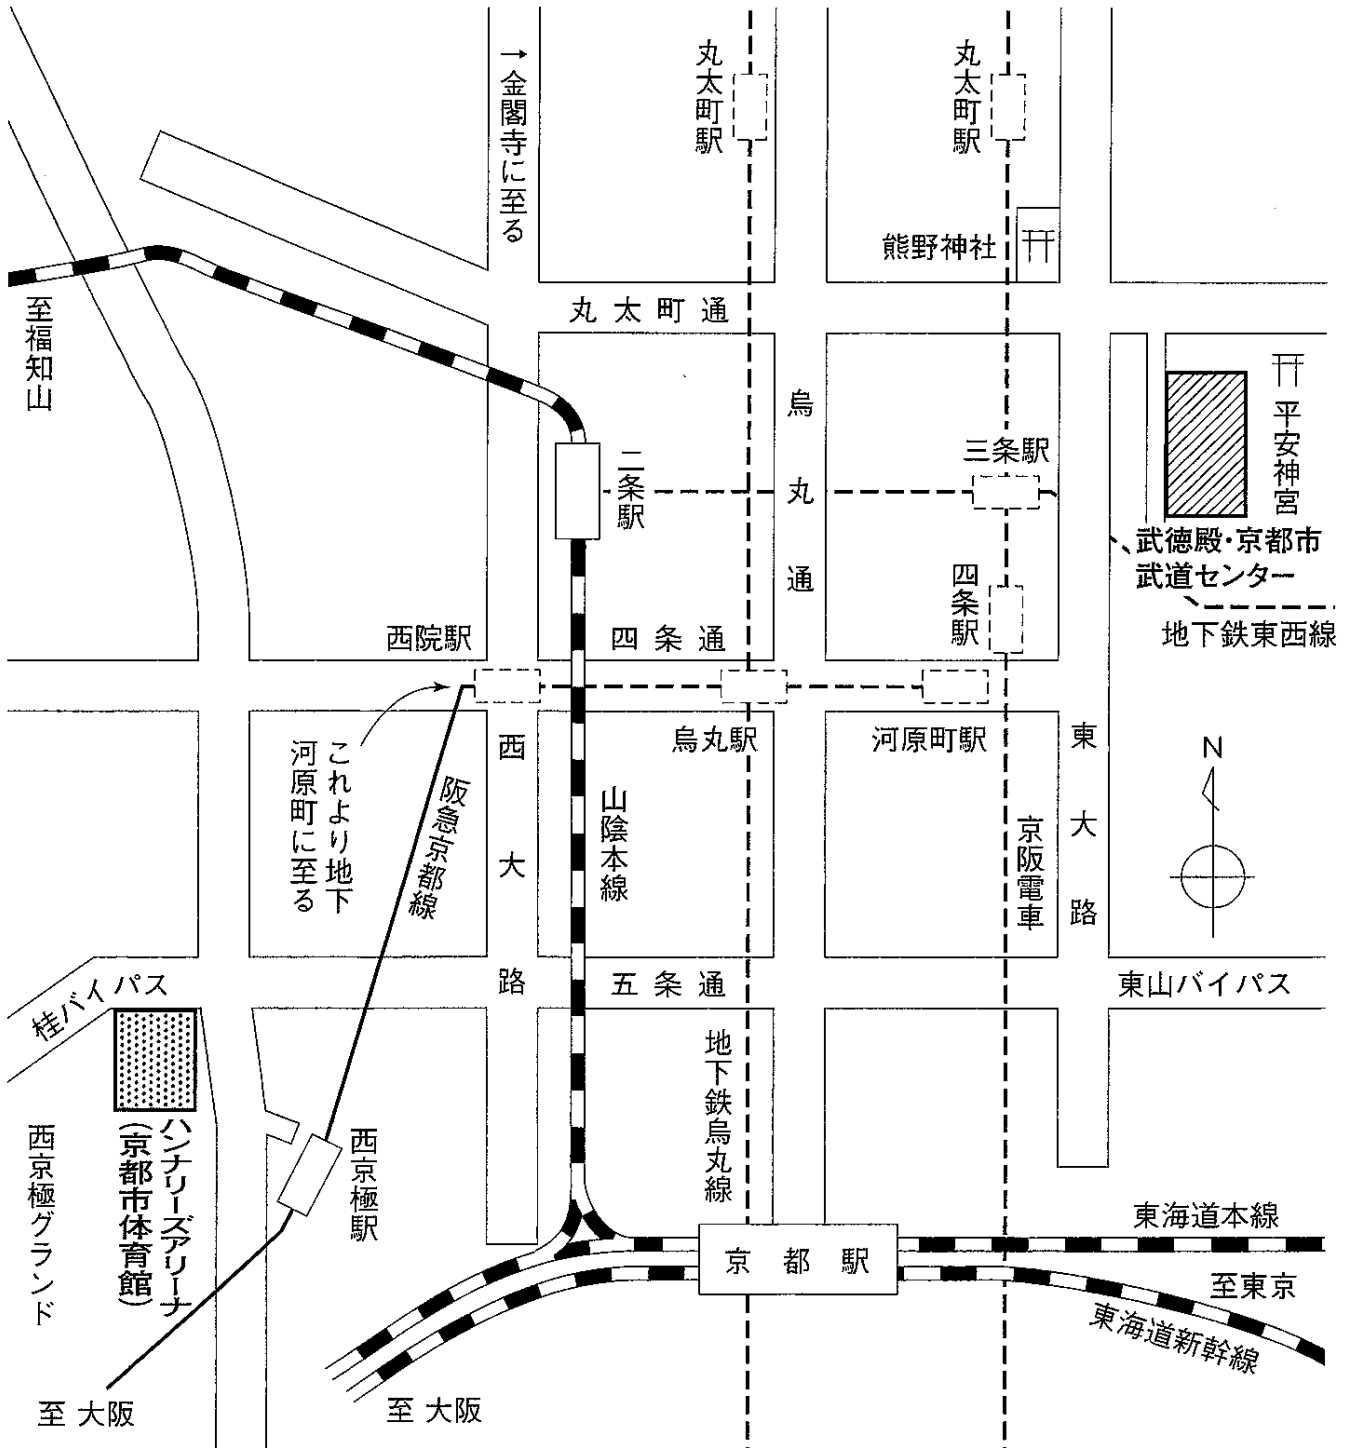 →金閣寺に至る
丸太町駅
丸太町駅
熊野神社
至福知山
丸太町通
平安神宮
烏丸通
三条駅
二条駅
武徳殿・京都市
武道センター
四条駅
西院駅
四条通
地下鉄東西線
烏丸駅
河原町駅
西大路
東大路
N
これより地下
河原町に至る
阪急京都線
山陰本線
京阪電車
桂バイパス
五条通
東山バイパス
地下鉄烏丸線
西京極グランド
ハンナリーズアリーナ
(京都市体育館)
西京極駅
東海道本線
京都駅
至東京
東海道新幹線
至 大阪
至 大阪